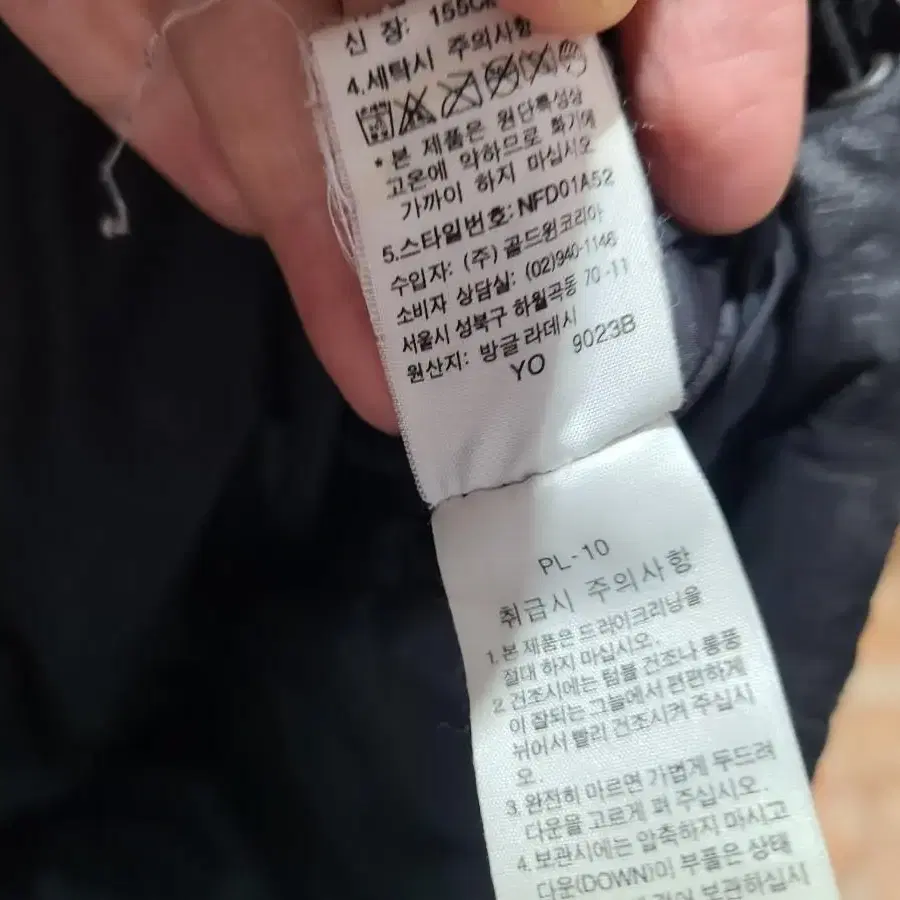 신 장: 155
4.세탁시 주의사항
* 본 제품은 원단특성상
고온에 약하므로 화기에
가까이 하지 마십시오
5.스타일번호: NFD01A52
수입자: (주) 골드윈코리아
소비자 상담실: (02)940-1146
서울시 성북구 하월곡동 70-11
원산지: 방글라데시
YO 9023B
PL-10
취급시 주의사항
1. 본 제품은 드라이크리닝을
절대 하지 마십시오.
2. 건조시에는 텀블 건조나 통풍
이 잘되는 그늘에서 편편하게
뉘어서 빨리 건조시켜 주십시
오.
3. 완전히 마르면 가볍게 두드려
다운을 고르게 펴 주십시오.
4. 보관시에는 압축하지 마시고
다운(DOWN)이 부풀은 상태
보관하십시